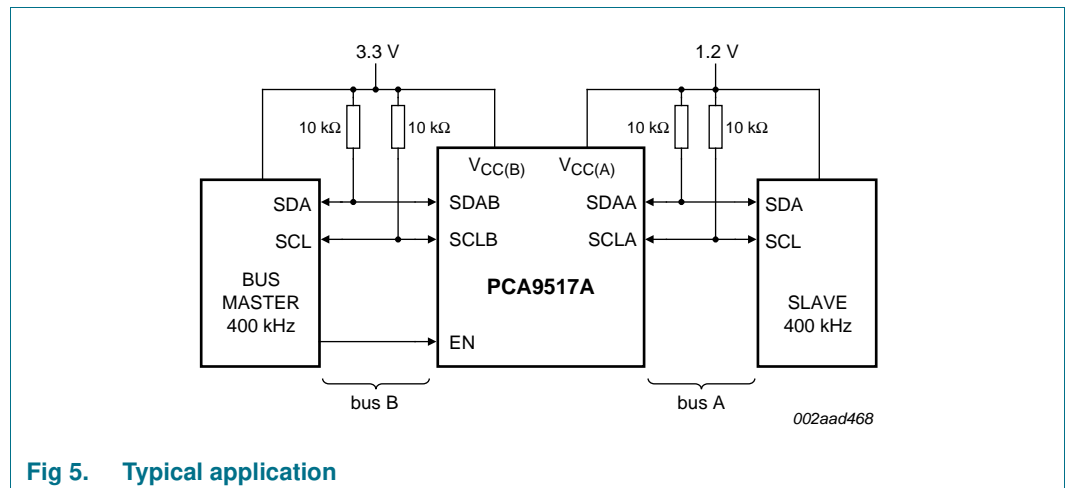 3.3 V
1.2 V
10 kΩ
10 kΩ
10 kΩ
10 kΩ
VCC(B)
VCC(A)
SDA
SDAB
SDAA
SDA
SCL
SCLB
SCLA
SCL
BUS
MASTER
400 kHz
PCA9517A
SLAVE
400 kHz
EN
bus B
bus A
002aad468
Fig 5. Typical application